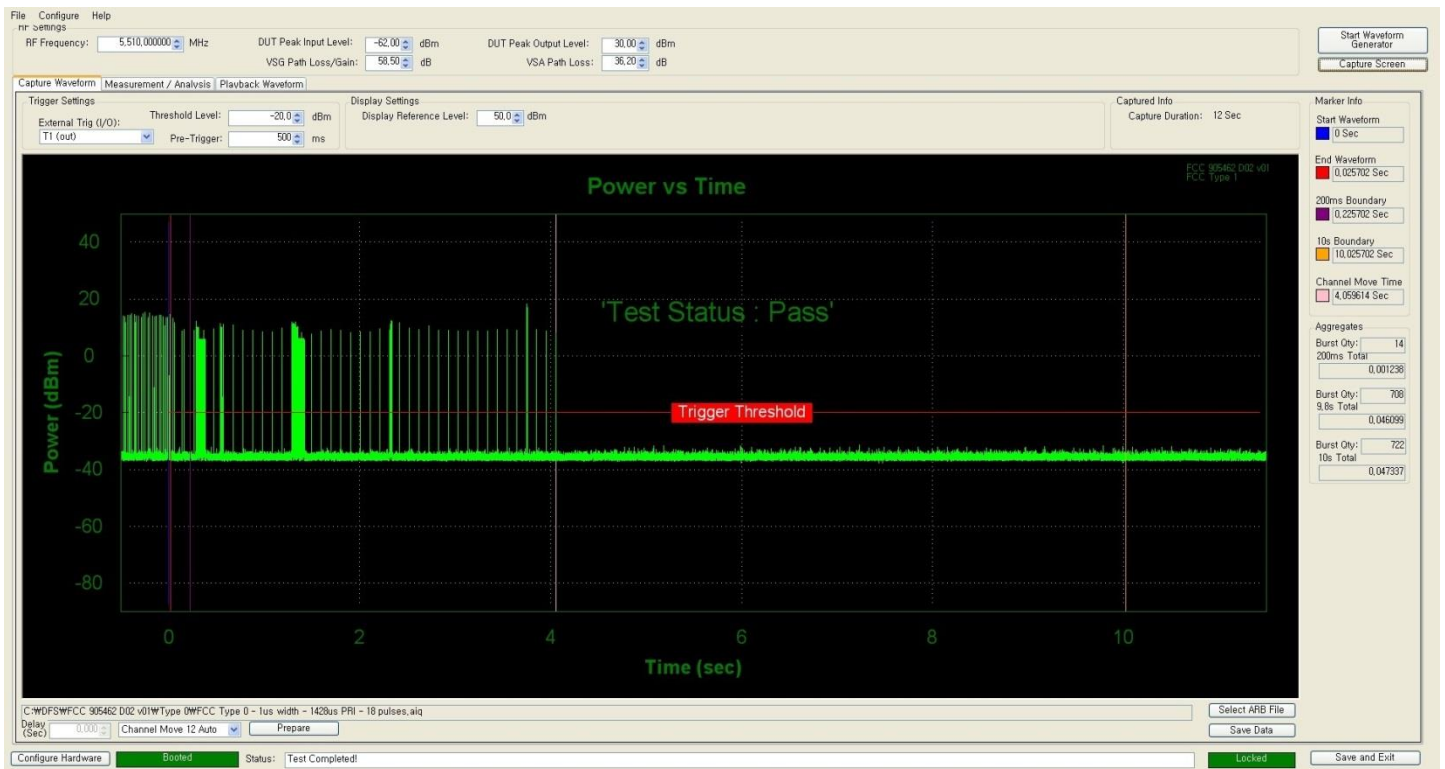 File Configure Help
RF Settings
RF Frequency: 5,510,000000 MHz DUT Peak Input Level: -62,00 dBm DUT Peak Output Level: 30,00 dBm
VSG Path Loss/Gain: 58,50 dB VSA Path Loss: 36,20 dB
Start Waveform
Generator
Capture Screen
Capture Waveform Measurement / Analysis Playback Waveform
Trigger Settings
External Trig (I/O):
T1 (out)
Threshold Level: -20,0 dBm
Pre-Trigger: 500 ms
Display Settings
Display Reference Level: 50,0 dBm
Captured Info
Capture Duration: 12 Sec
Marker Info
Start Waveform
0 Sec
End Waveform
0,025702 Sec
200ms Boundary
0,225702 Sec
10s Boundary
10,025702 Sec
Channel Move Time
4,059614 Sec
Aggregates
Burst Qty: 14
200ms Total
0,001238
Burst Qty: 708
9,8s Total
0,046099
Burst Qty: 722
10s Total
0,047337
FCC 905462 D02 v01
FCC Type 1
Power vs Time
40
20
0
-20
-40
-60
-80
Power (dBm)
'Test Status : Pass'
Trigger Threshold
0 2 4 6 8 10
Time (sec)
C:₩DFS₩FCC 905462 D02 v01₩Type 0₩FCC Type 0 - 1us width - 1428us PRI - 18 pulses,aiq
Select ARB File
Delay
(Sec) 0,000 Channel Move 12 Auto Prepare
Save Data
Configure Hardware Booted Status: Test Completed! Locked Save and Exit